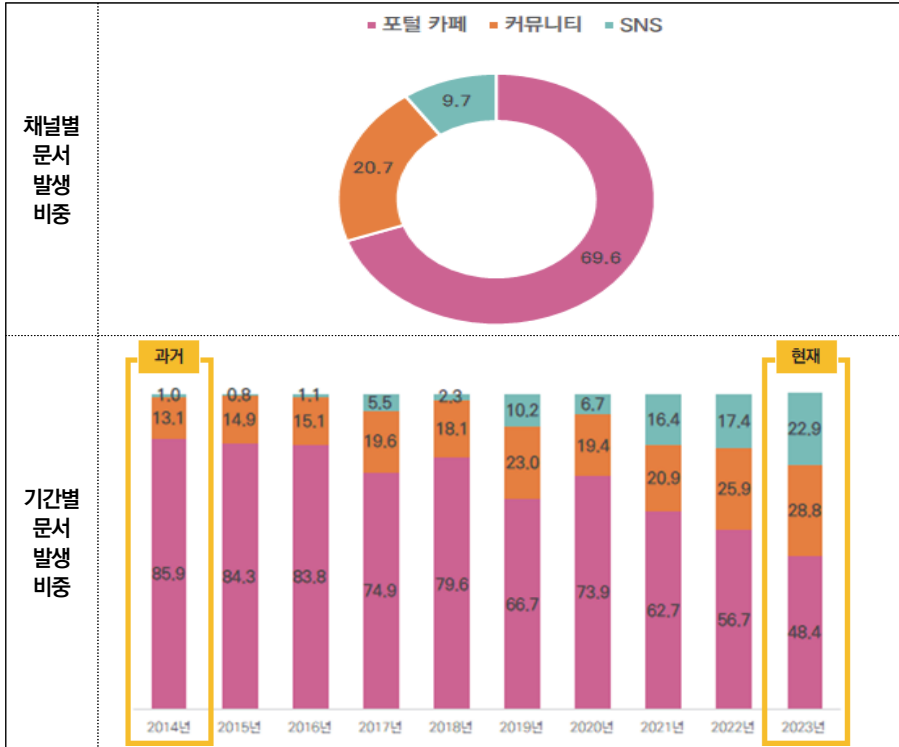 포털 카페 커뮤니티 SNS
채널별
문서
발생
비중
9.7
20.7
69.6
기간별
문서
발생
비중
과거 현재
1.0 0.8 1.1 5.5 2.3 10.2 6.7 16.4 17.4 22.9
13.1 14.9 15.1 19.6 18.1 23.0 19.4 20.9 25.9 28.8
85.9 84.3 83.8 74.9 79.6 66.7 73.9 62.7 56.7 48.4
2014년 2015년 2016년 2017년 2018년 2019년 2020년 2021년 2022년 2023년